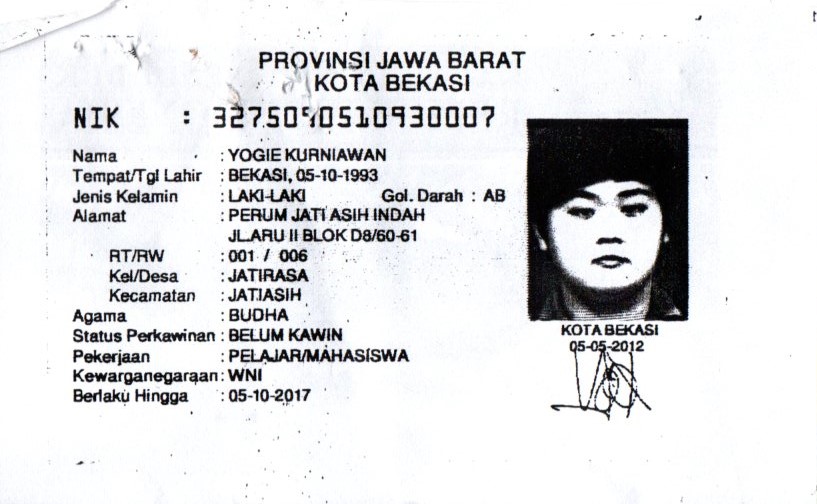 PROVINSI JAWA BARAT
KOTA BEKASI
NIK : 3275090510930007
Nama : YOGIE KURNIAWAN
Tempat/Tgl Lahir : BEKASI, 05-10-1993
Jenis Kelamin : LAKI-LAKI Gol. Darah : AB
Alamat : PERUM JATI ASIH INDAH
JL.ARU II BLOK D8/60-61
RT/RW : 001 / 006
Kel/Desa : JATIRASA
Kecamatan : JATIASIH
Agama : BUDHA
Status Perkawinan : BELUM KAWIN
Pekerjaan : PELAJAR/MAHASISWA
Kewarganegaraan : WNI
Berlaku Hingga : 05-10-2017
KOTA BEKASI
05-05-2012